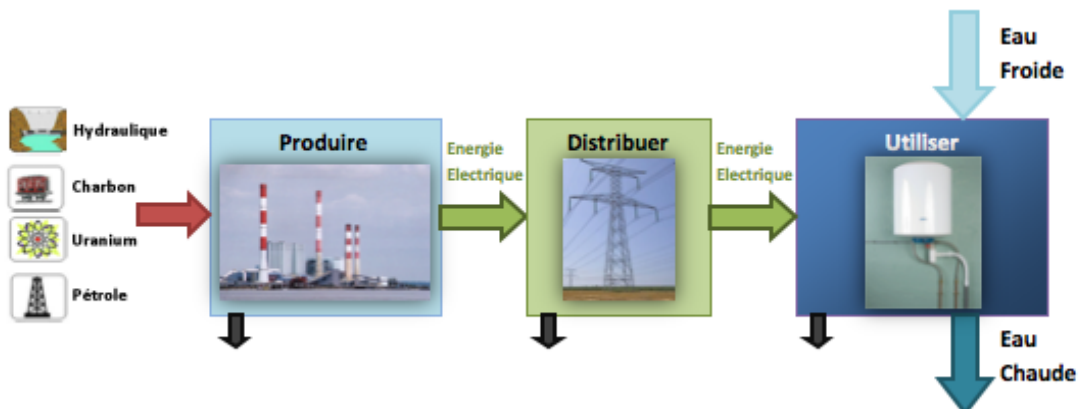 Eau
Froide
Hydraulique
Charbon
Uranium
Pétrole
Produire
Energie
Electrique
Distribuer
Energie
Electrique
Utiliser
Eau
Chaude